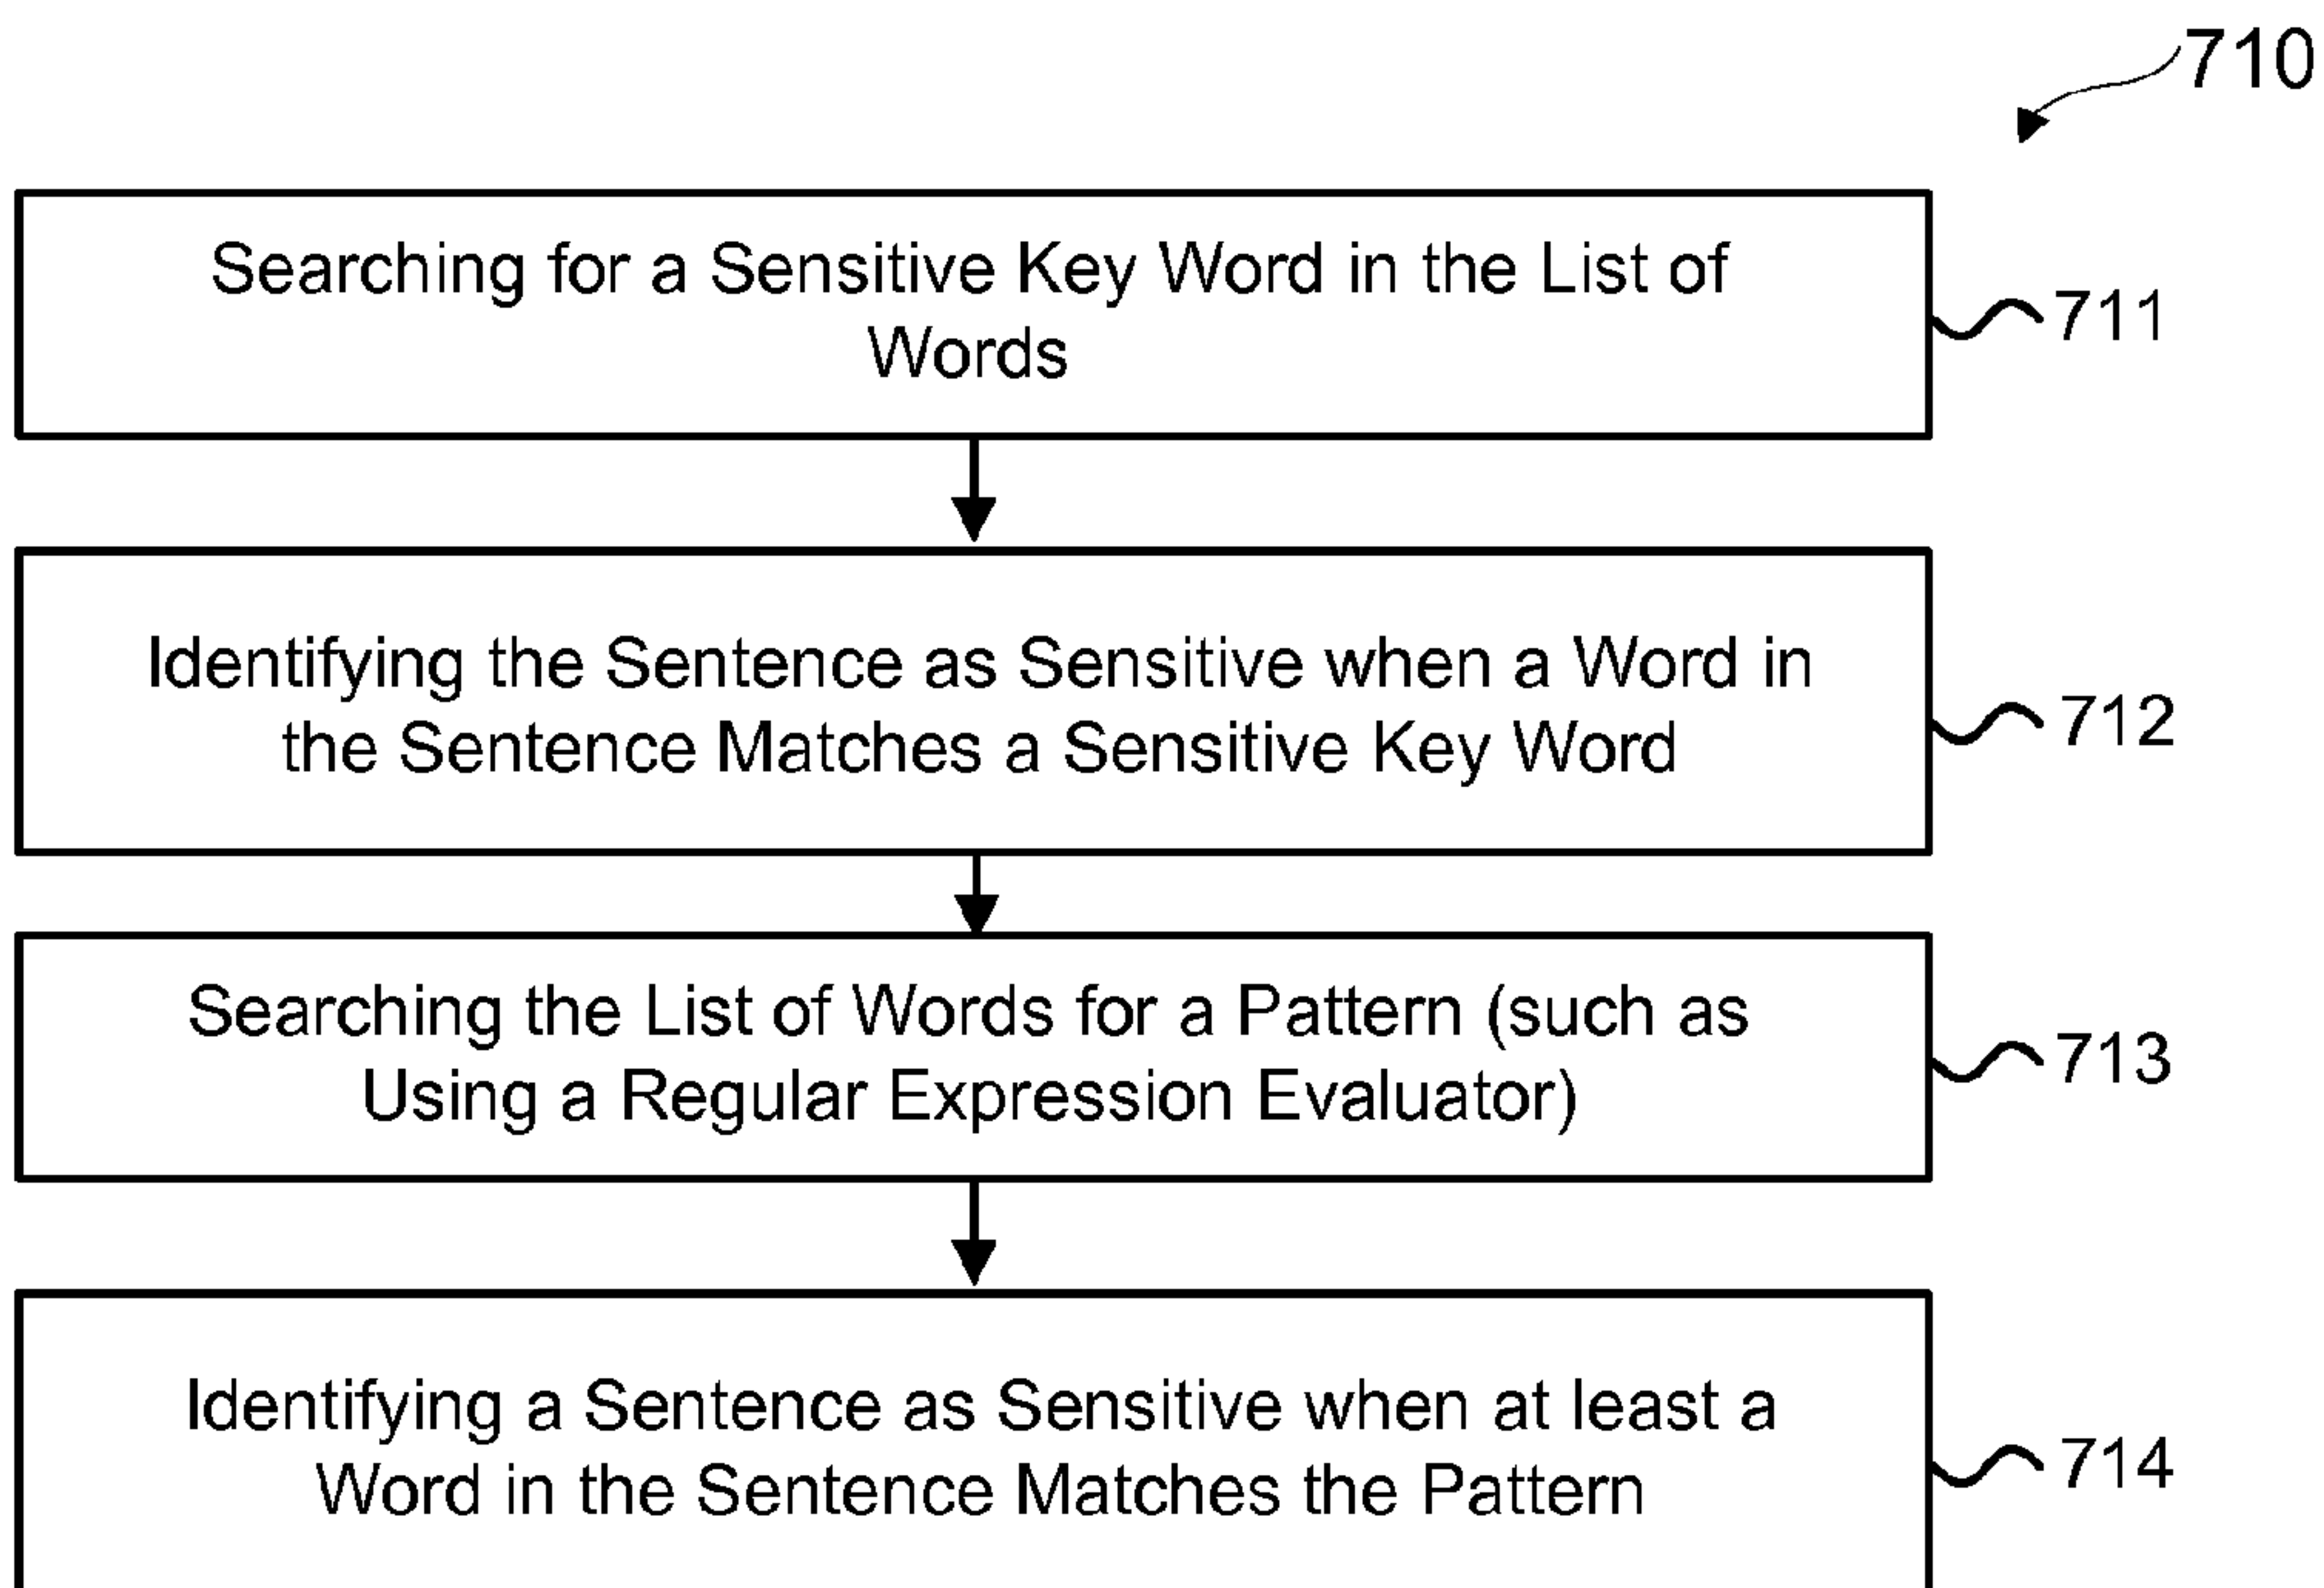 710
Searching for a Sensitive Key Word in the List of
Words
711
Identifying the Sentence as Sensitive when a Word in
the Sentence Matches a Sensitive Key Word
712
Searching the List of Words for a Pattern (such as
Using a Regular Expression Evaluator)
713
Identifying a Sentence as Sensitive when at least a
Word in the Sentence Matches the Pattern
714